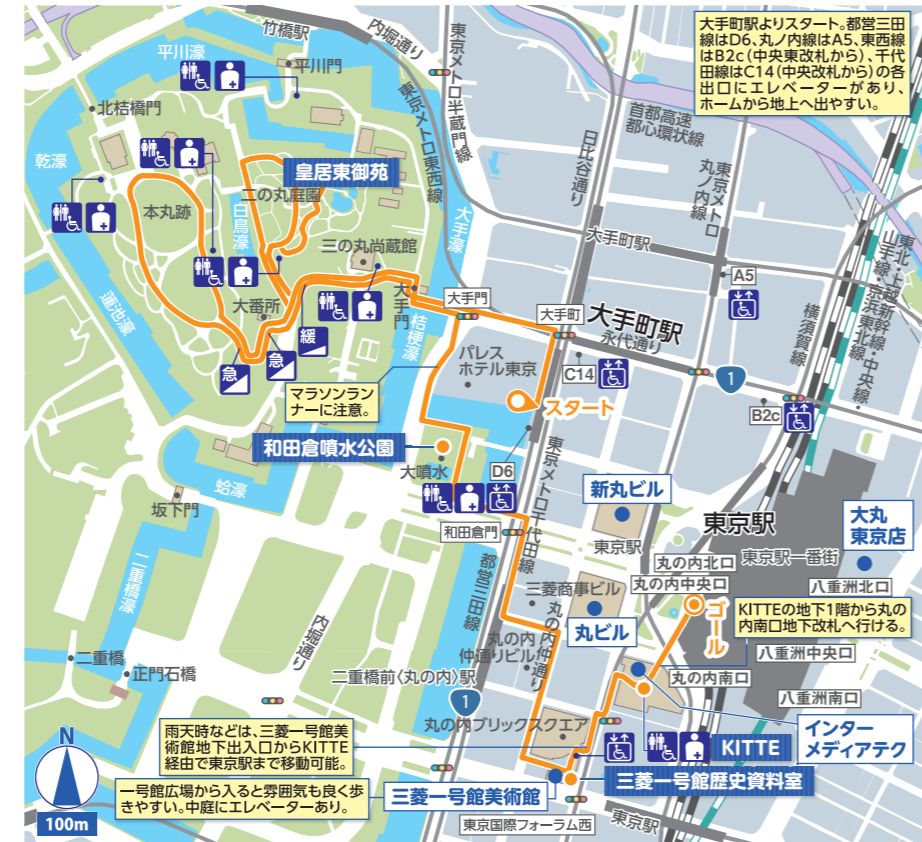 大手町駅よりスタート。都営三田
線はD6、丸ノ内線はA5、東西線
はB2c(中央東改札から)、千代
田線はC14(中央改札から)の各
出口にエレベーターがあり、
ホームから地上へ出やすい。
竹橋駅
内堀通り
東京メトロ半蔵門線
平川濠
平川門
東京メトロ東西線
首都高速
都心環状線
日比谷通り
東京メトロ
丸ノ内線
北桔橋門
乾濠
皇居東御苑
二の丸庭園
本丸跡
白鳥濠
大手濠
三の丸尚蔵館
大手町駅
東北・上越新幹線・中央線・
山手線・京浜東北線・
横須賀線
A5
大手門
大手門
大手町
大手町駅
永代通り
蓮池濠
大番所
桔梗濠
緩
急
急
パレス
ホテル東京
C14
1
B2c
マラソンラン
ナーに注意。
スタート
和田倉噴水公園
大噴水
D6
東京メトロ千代田線
新丸ビル
蛤濠
坂下門
和田倉門
東京駅
東京駅
大丸
東京店
東京駅一番街
丸の内北口
丸の内中央口
八重洲北口
二重橋濠
都営三田線
三菱商事ビル
丸ビル
ゴール
KITTEの地下1階から丸の
内南口地下改札へ行ける。
丸の内仲通り
丸の内
仲通りビル
八重洲中央口
内堀通り
二重橋
正門石橋
二重橋前〈丸の内〉駅
丸の内南口
八重洲南口
1
丸の内ブリックスクエア
インター
メディアテク
雨天時などは、三菱一号館美
術館地下出入口からKITTE
経由で東京駅まで移動可能。
KITTE
N
100m
三菱一号館歴史資料室
一号館広場から入ると雰囲気も良く歩
きやすい。中庭にエレベーターあり。
三菱一号館美術館
東京国際フォーラム西
東京駅